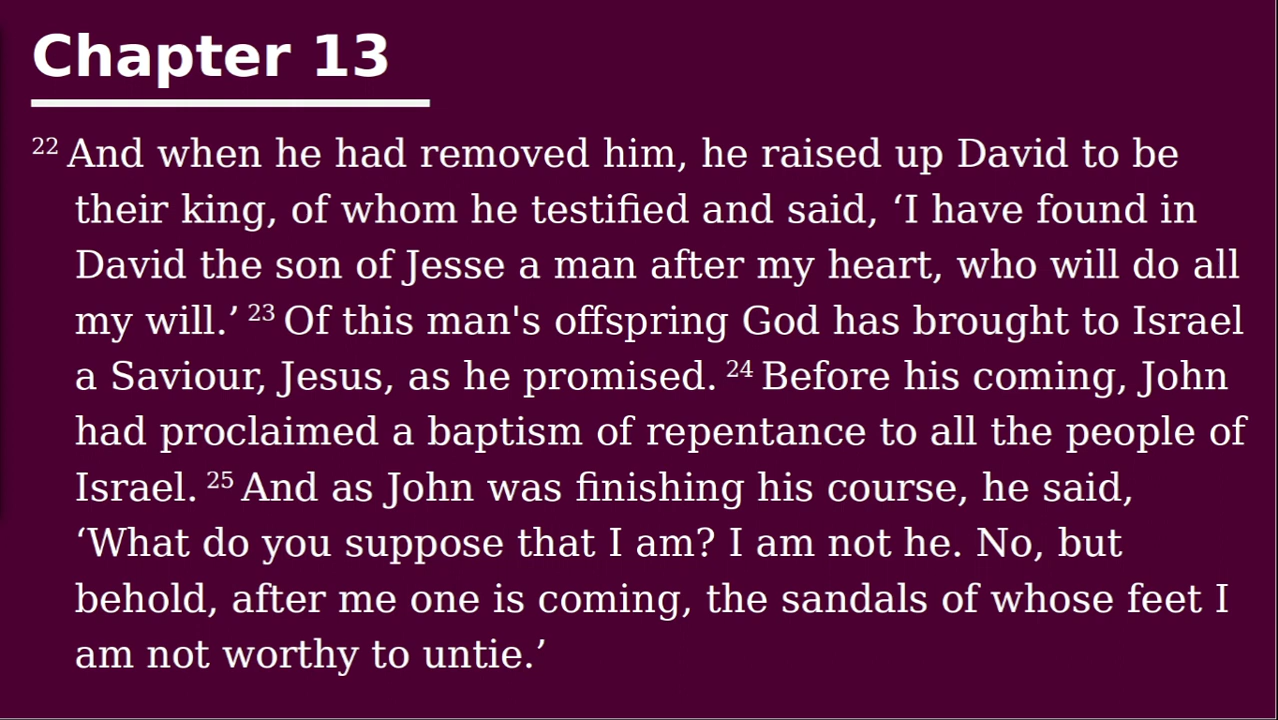 Chapter 13
22 And when he had removed him, he raised up David to be
their king, of whom he testified and said, ‘I have found in
David the son of Jesse a man after my heart, who will do all
my will.’ 23 Of this man's offspring God has brought to Israel
a Saviour, Jesus, as he promised. 24 Before his coming, John
had proclaimed a baptism of repentance to all the people of
Israel. 25 And as John was finishing his course, he said,
‘What do you suppose that I am? I am not he. No, but
behold, after me one is coming, the sandals of whose feet I
am not worthy to untie.’